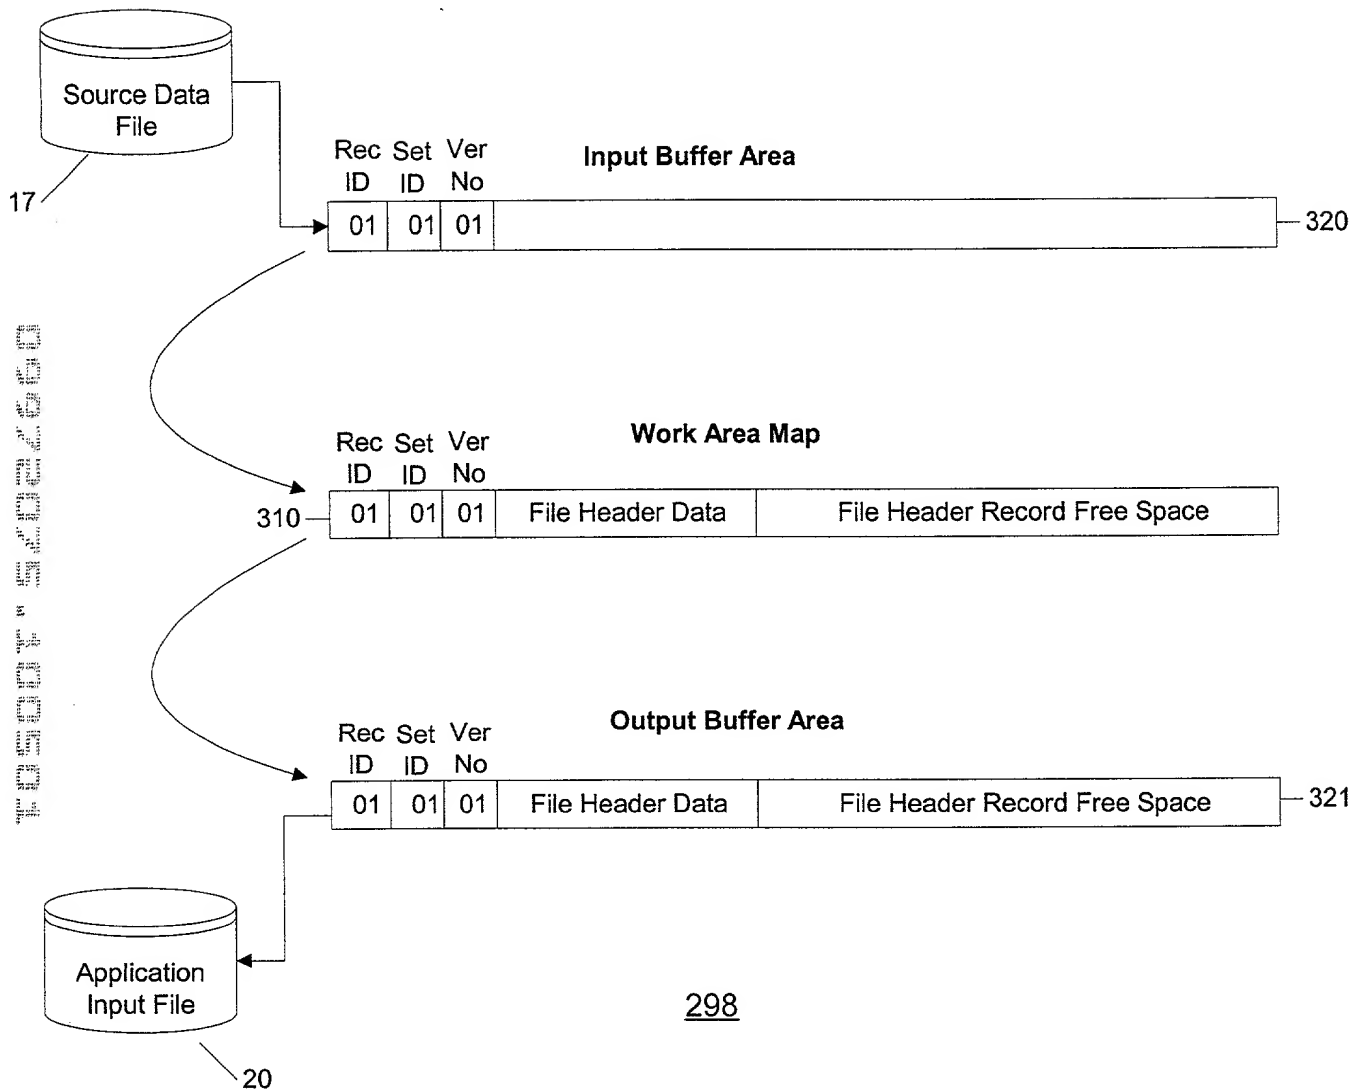 Source Data
File
17
Input Buffer Area
Rec Set Ver
ID ID No
01 01 01
320
Work Area Map
Rec Set Ver
ID ID No
310
01 01 01 File Header Data File Header Record Free Space
Output Buffer Area
Rec Set Ver
ID ID No
01 01 01 File Header Data File Header Record Free Space
321
Application
Input File
20
298